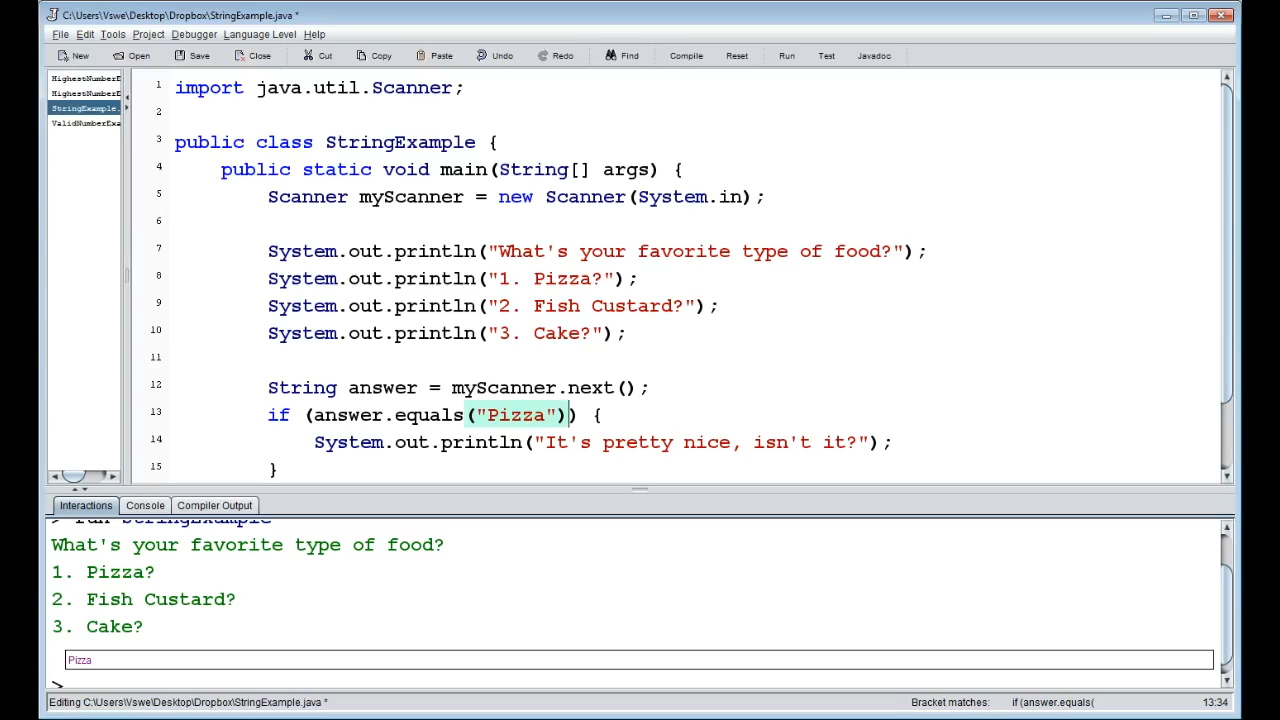 C:\Users\Vswe\Desktop\Dropbox\StringExample.java *
File Edit Tools Project Debugger Language Level Help
New Open Save Close Cut Copy Paste Undo Redo Find Compile Reset Run Test Javadoc
HighestNumberE
HighestNumberE
StringExample.
ValidNumberExa
1 import java.util.Scanner;
2
3 public class StringExample {
4 public static void main(String[] args) {
5 Scanner myScanner = new Scanner(System.in);
6
7 System.out.println("What's your favorite type of food?");
8 System.out.println("1. Pizza?");
9 System.out.println("2. Fish Custard?");
10 System.out.println("3. Cake?");
11
12 String answer = myScanner.next();
13 if (answer.equals("Pizza")) {
14 System.out.println("It's pretty nice, isn't it?");
15 }
Interactions Console Compiler Output
> run StringExample
What's your favorite type of food?
1. Pizza?
2. Fish Custard?
3. Cake?
Pizza
>
Editing C:\Users\Vswe\Desktop\Dropbox\StringExample.java * Bracket matches: if (answer.equals( 13:34